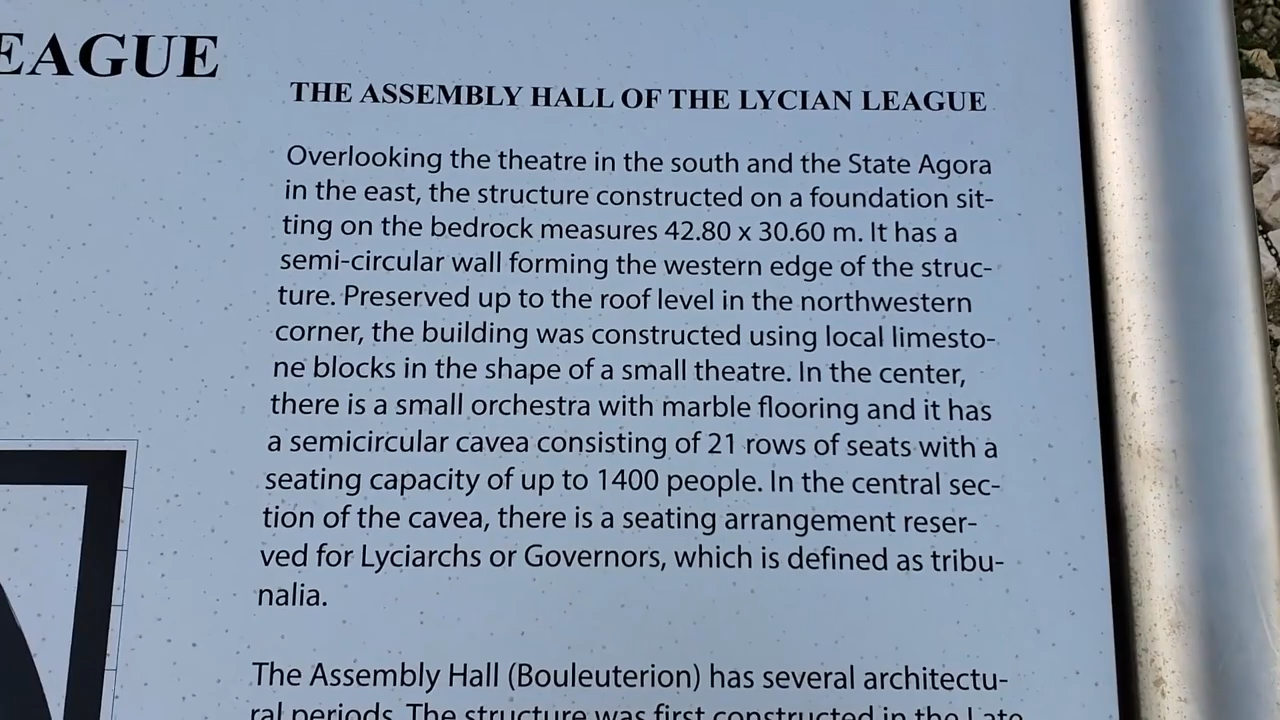 EAGUE
THE ASSEMBLY HALL OF THE LYCIAN LEAGUE
Overlooking the theatre in the south and the State Agora
in the east, the structure constructed on a foundation sit-
ting on the bedrock measures 42.80 x 30.60 m. It has a
semi-circular wall forming the western edge of the struc-
ture. Preserved up to the roof level in the northwestern
corner, the building was constructed using local limesto-
ne blocks in the shape of a small theatre. In the center,
there is a small orchestra with marble flooring and it has
a semicircular cavea consisting of 21 rows of seats with a
seating capacity of up to 1400 people. In the central sec-
tion of the cavea, there is a seating arrangement reser-
ved for Lyciarchs or Governors, which is defined as tribu-
nalia.
The Assembly Hall (Bouleuterion) has several architectu-
ral periods. The structure was first constructed in the Late